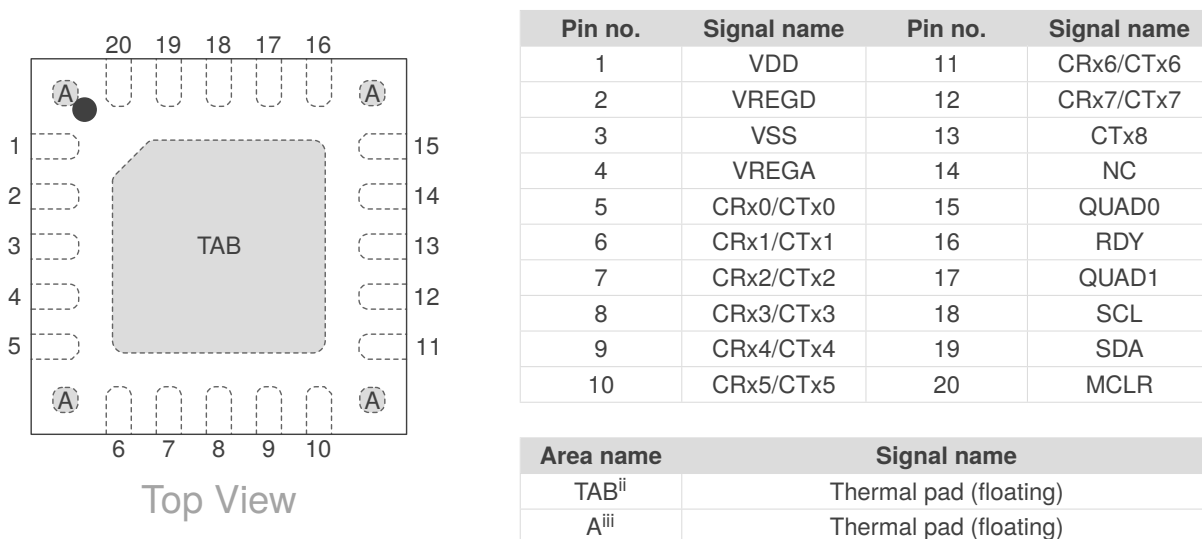 20 19 18 17 16
A A
1 15
2 14
3 TAB 13
4 12
5 11
A A
6 7 8 9 10
Top View
Pin no. Signal name Pin no. Signal name
1 VDD 11 CRx6/CTx6
2 VREGD 12 CRx7/CTx7
3 VSS 13 CTx8
4 VREGA 14 NC
5 CRx0/CTx0 15 QUAD0
6 CRx1/CTx1 16 RDY
7 CRx2/CTx2 17 QUAD1
8 CRx3/CTx3 18 SCL
9 CRx4/CTx4 19 SDA
10 CRx5/CTx5 20 MCLR
Area name Signal name
TABii Thermal pad (floating)
Aiii Thermal pad (floating)